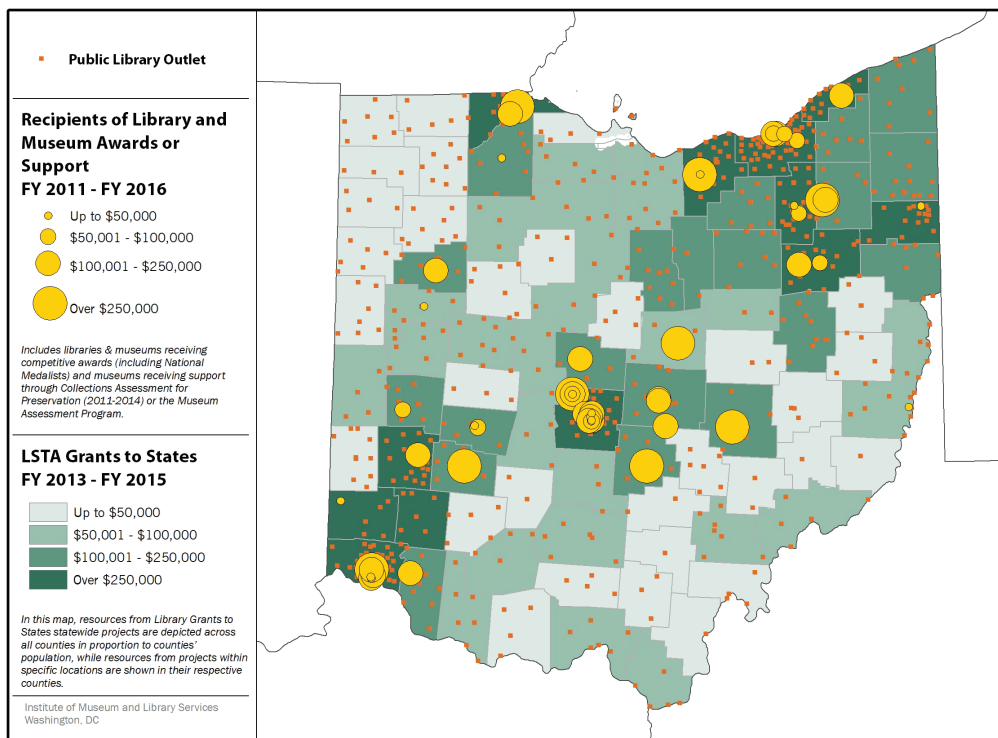 Public Library Outlet
Recipients of Library and
Museum Awards or
Support
FY 2011 - FY 2016
Up to $50,000
$50,001 - $100,000
$100,001 - $250,000
Over $250,000
Includes libraries & museums receiving
competitive awards (including National
Medalists) and museums receiving support
through Collections Assessment for
Preservation (2011-2014) or the Museum
Assessment Program.
LSTA Grants to States
FY 2013 - FY 2015
Up to $50,000
$50,001 - $100,000
$100,001 - $250,000
Over $250,000
In this map, resources from Library Grants to
States statewide projects are depicted across
all counties in proportion to counties'
population, while resources from projects within
specific locations are shown in their respective
counties.
Institute of Museum and Library Services
Washington, DC